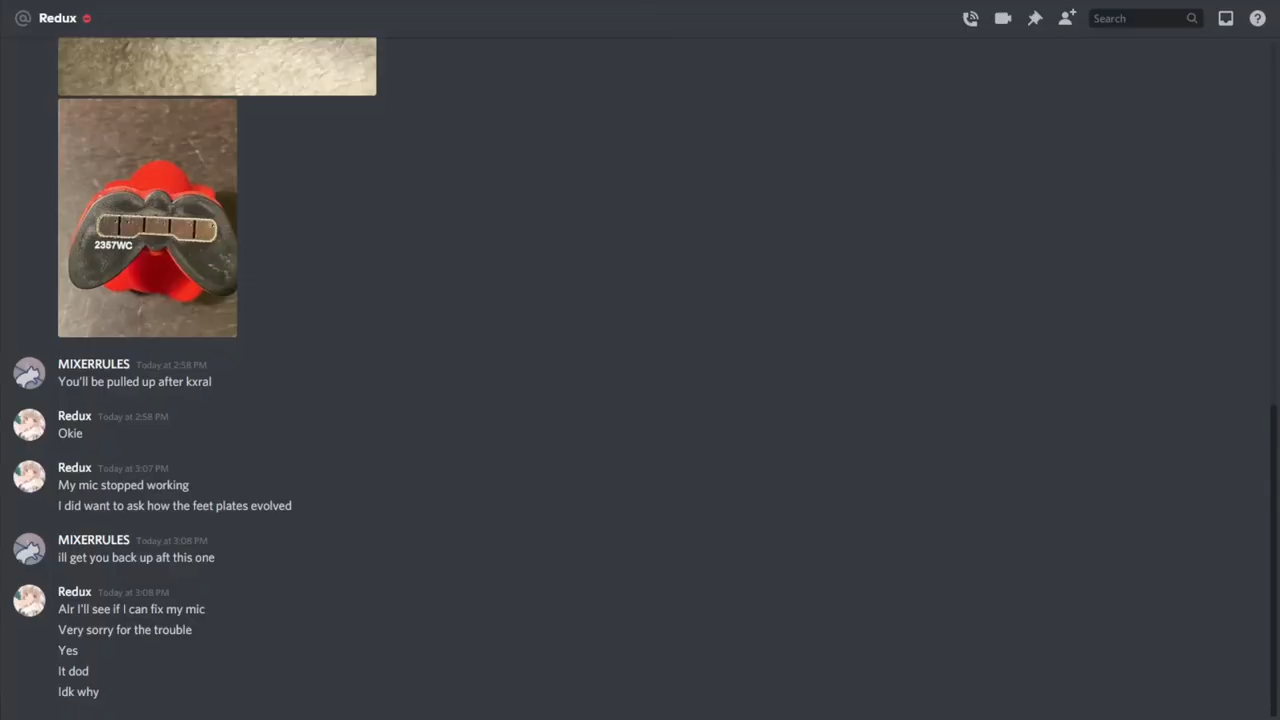 Redux
Search
2357WC
MIXERRULES Today at 2:58 PM
You'll be pulled up after kxral
Redux Today at 2:58 PM
Okie
Redux Today at 3:07 PM
My mic stopped working
I did want to ask how the feet plates evolved
MIXERRULES Today at 3:08 PM
ill get you back up aft this one
Redux Today at 3:08 PM
Alr I'll see if I can fix my mic
Very sorry for the trouble
Yes
It dod
Idk why